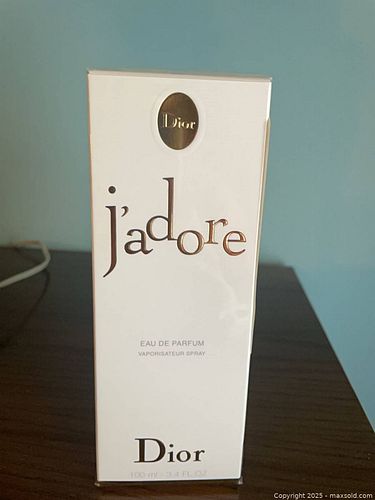 Dior
j'adore
EAU DE PARFUM
VAPORISATEUR SPRAY
Dior
100 ml - 3.4 FL.OZ
Copyright 2025 - maxsold.com